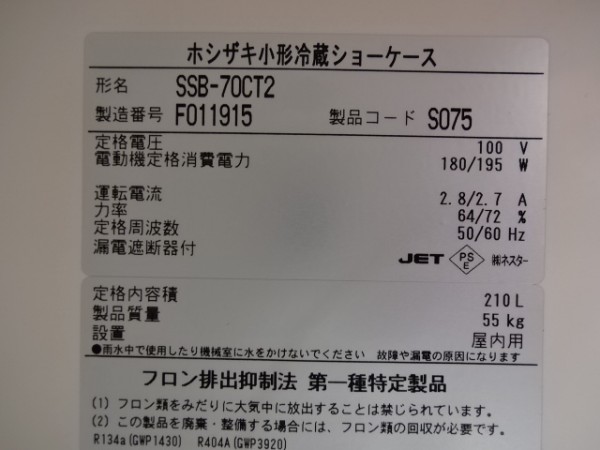 ホシザキ小形冷蔵ショーケース
形名 SSB-70CT2
製造番号 F011915 製品コード S075
定格電圧 100 V
電動機定格消費電力 180/195 W
運転電流 2.8/2.7 A
力率 64/72 %
定格周波数 50/60 Hz
漏電遮断器付 JET PSE ㈱ネスター
定格内容積 210 L
製品質量 55 kg
設置 屋内用
●雨水中で使用したり機械室に水をかけないでください 故障や漏電の原因になります
フロン排出抑制法 第一種特定製品
(1) フロン類をみだりに大気中に放出することは禁じられています。
(2) この製品を廃棄・整備する場合には、フロン類の回収が必要です。
R134a(GWP1430) R404A(GWP3920)